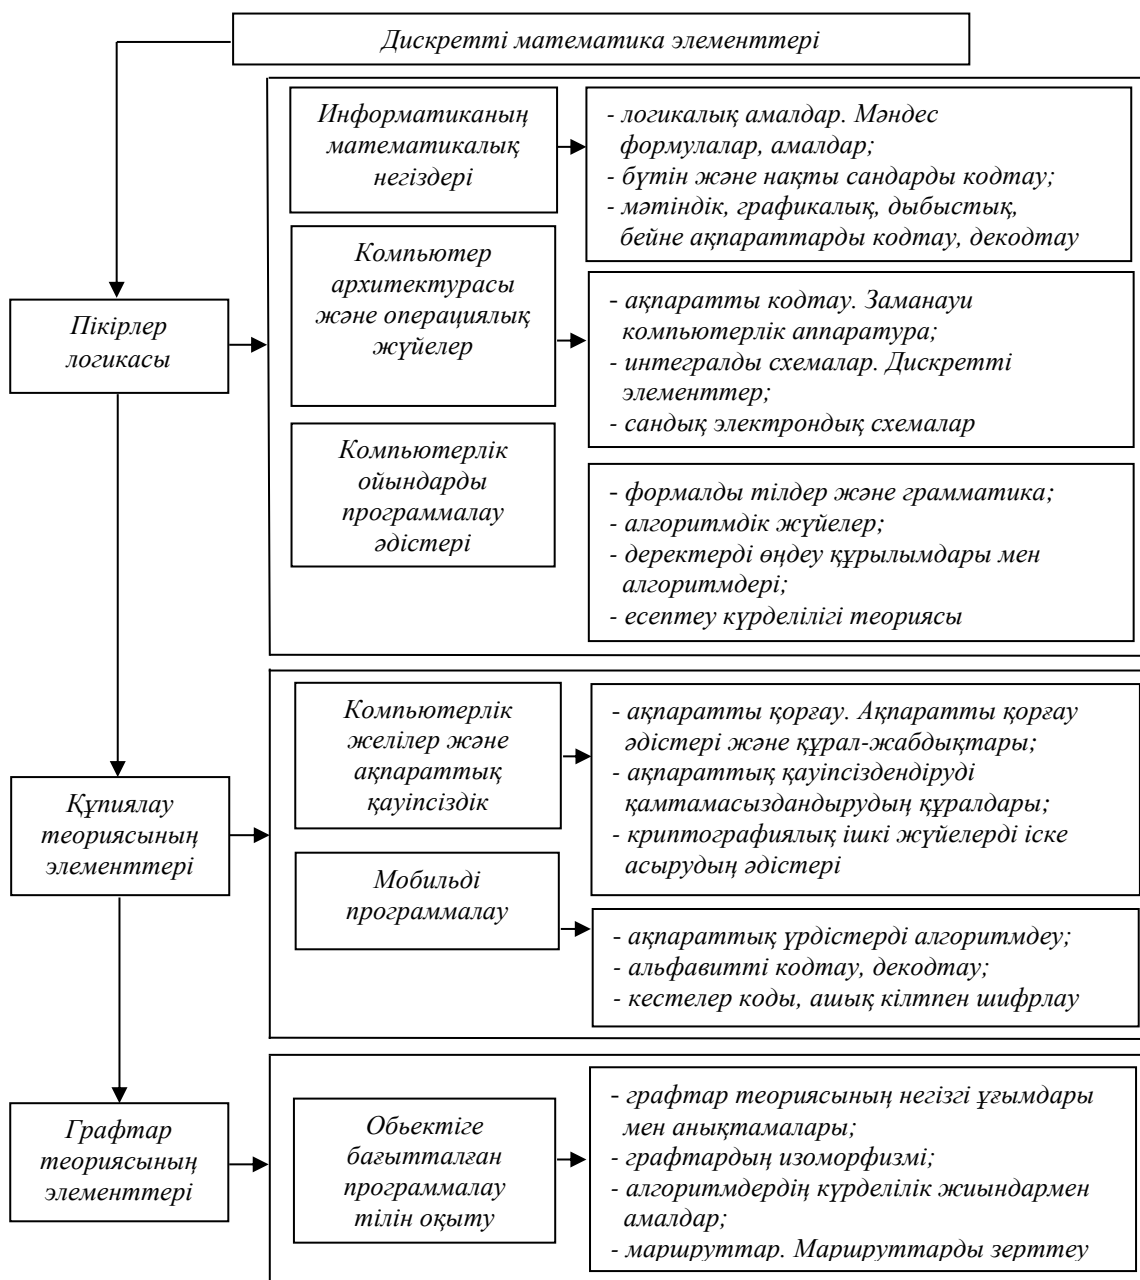 Дискретті математика элементтері
Информатиканың
математикалық
негіздері
- логикалық амалдар. Мәндес
формулалар, амалдар;
- бүтін және нақты сандарды кодтау;
- мәтіндік, графикалық, дыбыстық,
бейне ақпараттарды кодтау, декодтау
Пікірлер
логикасы
Компьютер
архитектурасы
және операциялық
жүйелер
- ақпаратты кодтау. Заманауи
компьютерлік аппаратура;
- интегралды схемалар. Дискретті
элементтер;
- сандық электрондық схемалар
Компьютерлік
ойындарды
программалау
әдістері
- формалды тілдер және грамматика;
- алгоритмдік жүйелер;
- деректерді өңдеу құрылымдары мен
алгоритмдері;
- есептеу күрделілігі теориясы
Құпиялау
теориясының
элементтері
Компьютерлік
желілер және
ақпараттық
қауіпсіздік
- ақпаратты қорғау. Ақпаратты қорғау
әдістері және құрал-жабдықтары;
- ақпараттық қауіпсіздендіруді
қамтамасыздандырудың құралдары;
- криптографиялық ішкі жүйелерді іске
асырудың әдістері
Мобильді
программалау
- ақпараттық үрдістерді алгоритмдеу;
- альфавитті кодтау, декодтау;
- кестелер коды, ашық кілтпен шифрлау
Графтар
теориясының
элементтері
Обьектіге
бағытталған
программалау
тілін оқыту
- графтар теориясының негізгі ұғымдары
мен анықтамалары;
- графтардың изоморфизмі;
- алгоритмдердің күрделілік жиындармен
амалдар;
- маршруттар. Маршруттарды зерттеу